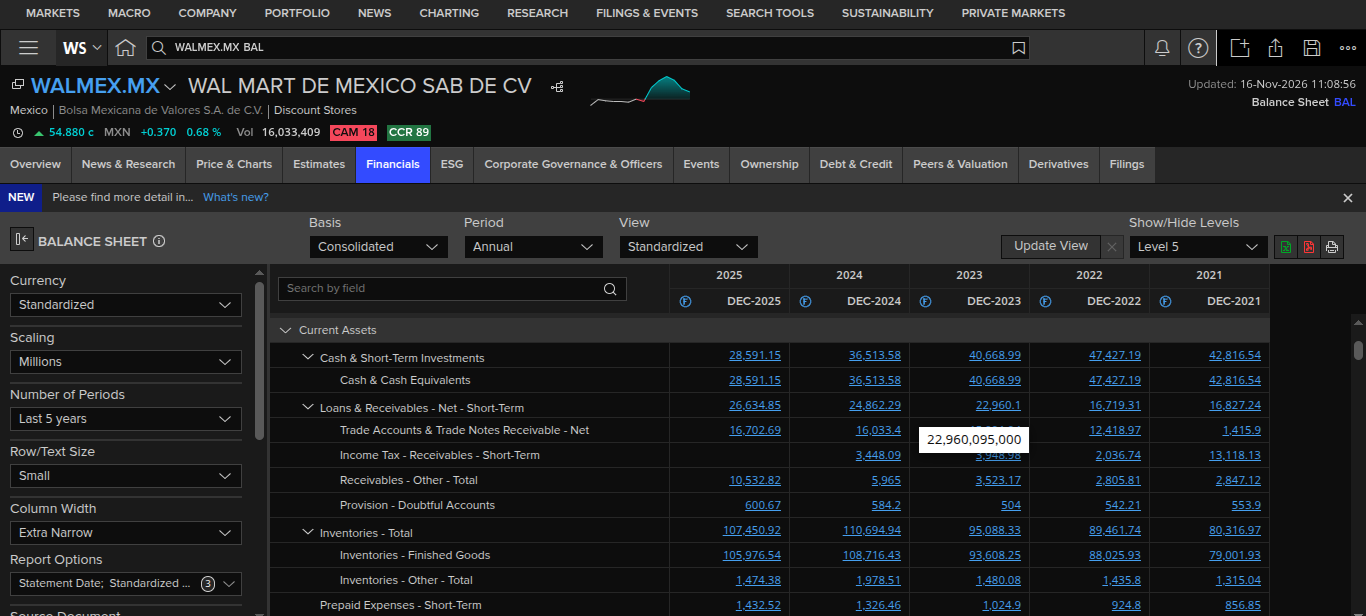 MARKETS MACRO COMPANY PORTFOLIO NEWS CHARTING RESEARCH FILINGS & EVENTS SEARCH TOOLS SUSTAINABILITY PRIVATE MARKETS
WS WALMEX.MX BAL ?
WALMEX.MX WAL MART DE MEXICO SAB DE CV Updated: 16-Nov-2026 11:08:56
Mexico | Bolsa Mexicana de Valores S.A. de C.V. | Discount Stores Balance Sheet BAL
54.880 c MXN +0.370 0.68 % Vol 16,033,409 CAM 18 CCR 89
Overview News & Research Price & Charts Estimates Financials ESG Corporate Governance & Officers Events Ownership Debt & Credit Peers & Valuation Derivatives Filings
NEW Please find more detail in... What's new?
Basis Period View Show/Hide Levels
BALANCE SHEET Consolidated Annual Standardized Update View Level 5
Currency
Standardized
Scaling
Millions
Number of Periods
Last 5 years
Row/Text Size
Small
Column Width
Extra Narrow
Report Options
Statement Date; Standardized ... 3
Source Document
Search by field
2025 2024 2023 2022 2021
F DEC-2025 F DEC-2024 F DEC-2023 F DEC-2022 F DEC-2021
Current Assets
Cash & Short-Term Investments 28,591.15 36,513.58 40,668.99 47,427.19 42,816.54
Cash & Cash Equivalents 28,591.15 36,513.58 40,668.99 47,427.19 42,816.54
Loans & Receivables - Net - Short-Term 26,634.85 24,862.29 22,960.1 16,719.31 16,827.24
Trade Accounts & Trade Notes Receivable - Net 16,702.69 16,033.4 12,418.97 1,415.9
22,960,095,000
Income Tax - Receivables - Short-Term 3,448.09 3,948.98 2,036.74 13,118.13
Receivables - Other - Total 10,532.82 5,965 3,523.17 2,805.81 2,847.12
Provision - Doubtful Accounts 600.67 584.2 504 542.21 553.9
Inventories - Total 107,450.92 110,694.94 95,088.33 89,461.74 80,316.97
Inventories - Finished Goods 105,976.54 108,716.43 93,608.25 88,025.93 79,001.93
Inventories - Other - Total 1,474.38 1,978.51 1,480.08 1,435.8 1,315.04
Prepaid Expenses - Short-Term 1,432.52 1,326.46 1,024.9 924.8 856.85